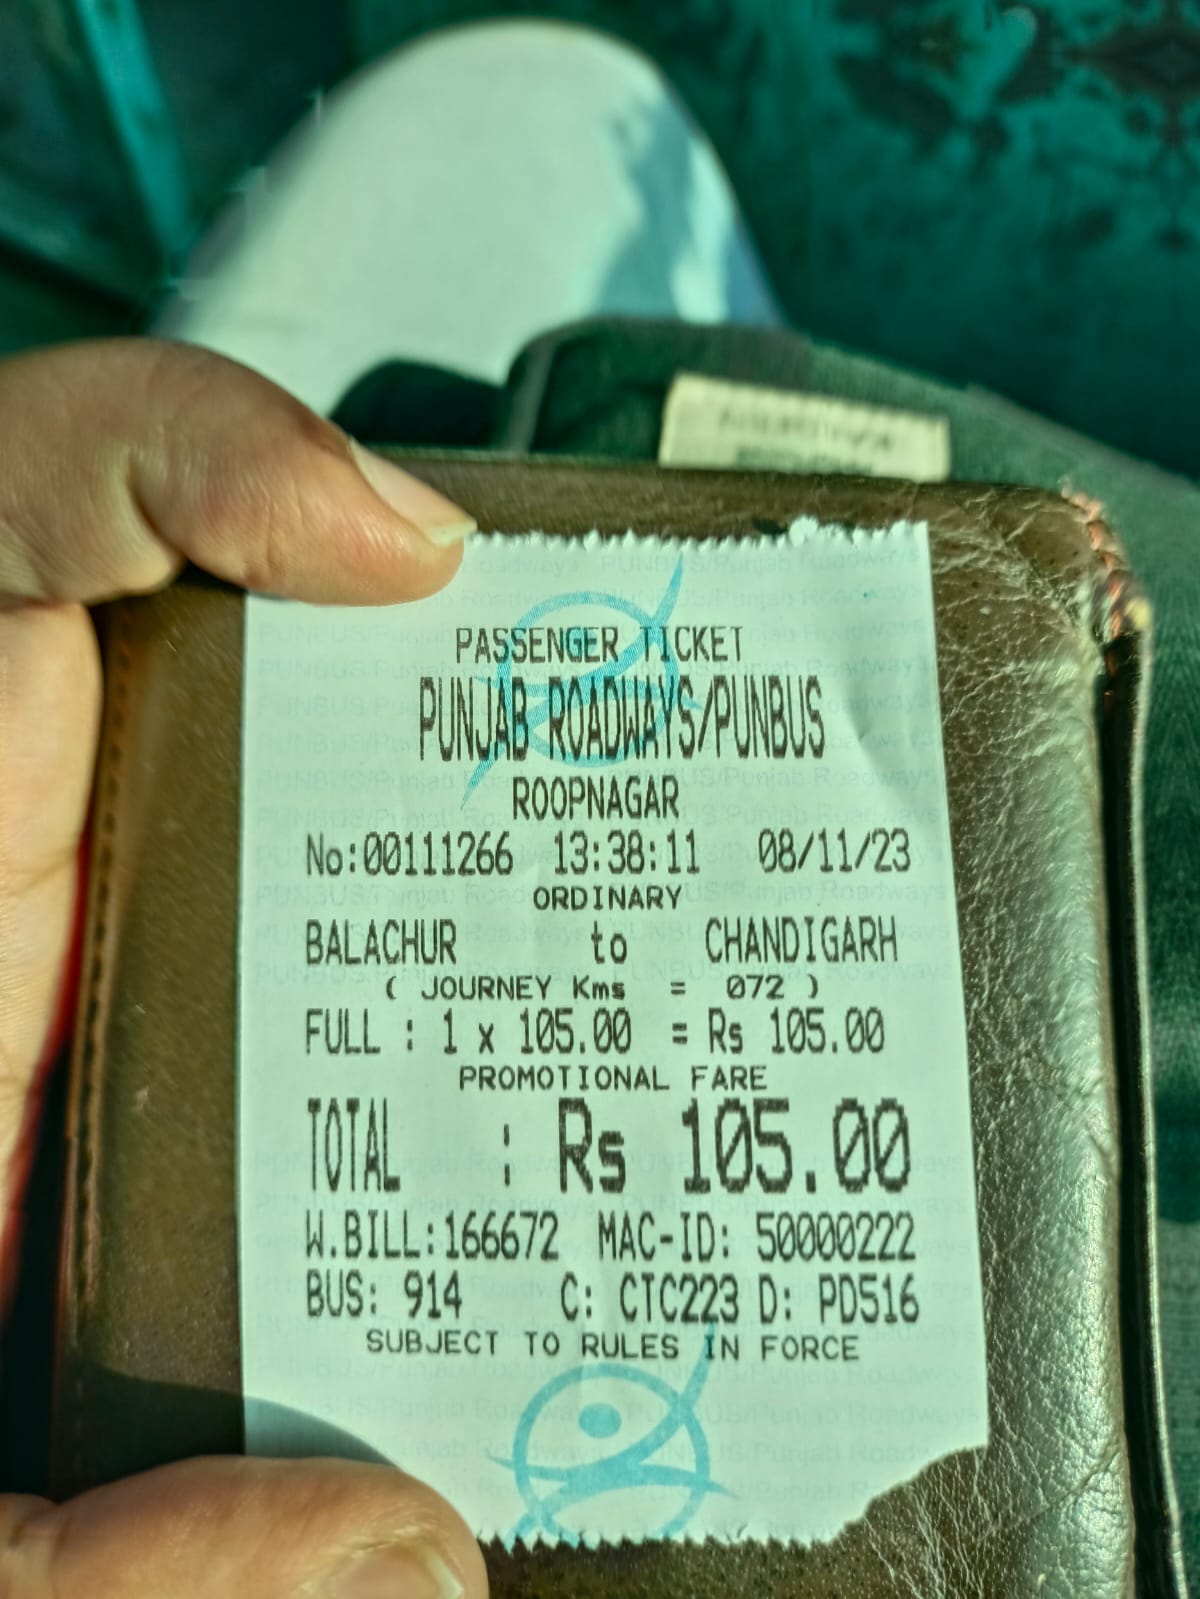 PASSENGER TICKET
PUNJAB ROADWAYS/PUNBUS
ROOPNAGAR
No:00111266 13:38:11 08/11/23
ORDINARY
BALACHUR to CHANDIGARH
( JOURNEY Kms = 072 )
FULL : 1 x 105.00 = Rs 105.00
PROMOTIONAL FARE
TOTAL : Rs 105.00
W.BILL:166672 MAC-ID: 50000222
BUS: 914 C: CTC223 D: PD516
SUBJECT TO RULES IN FORCE